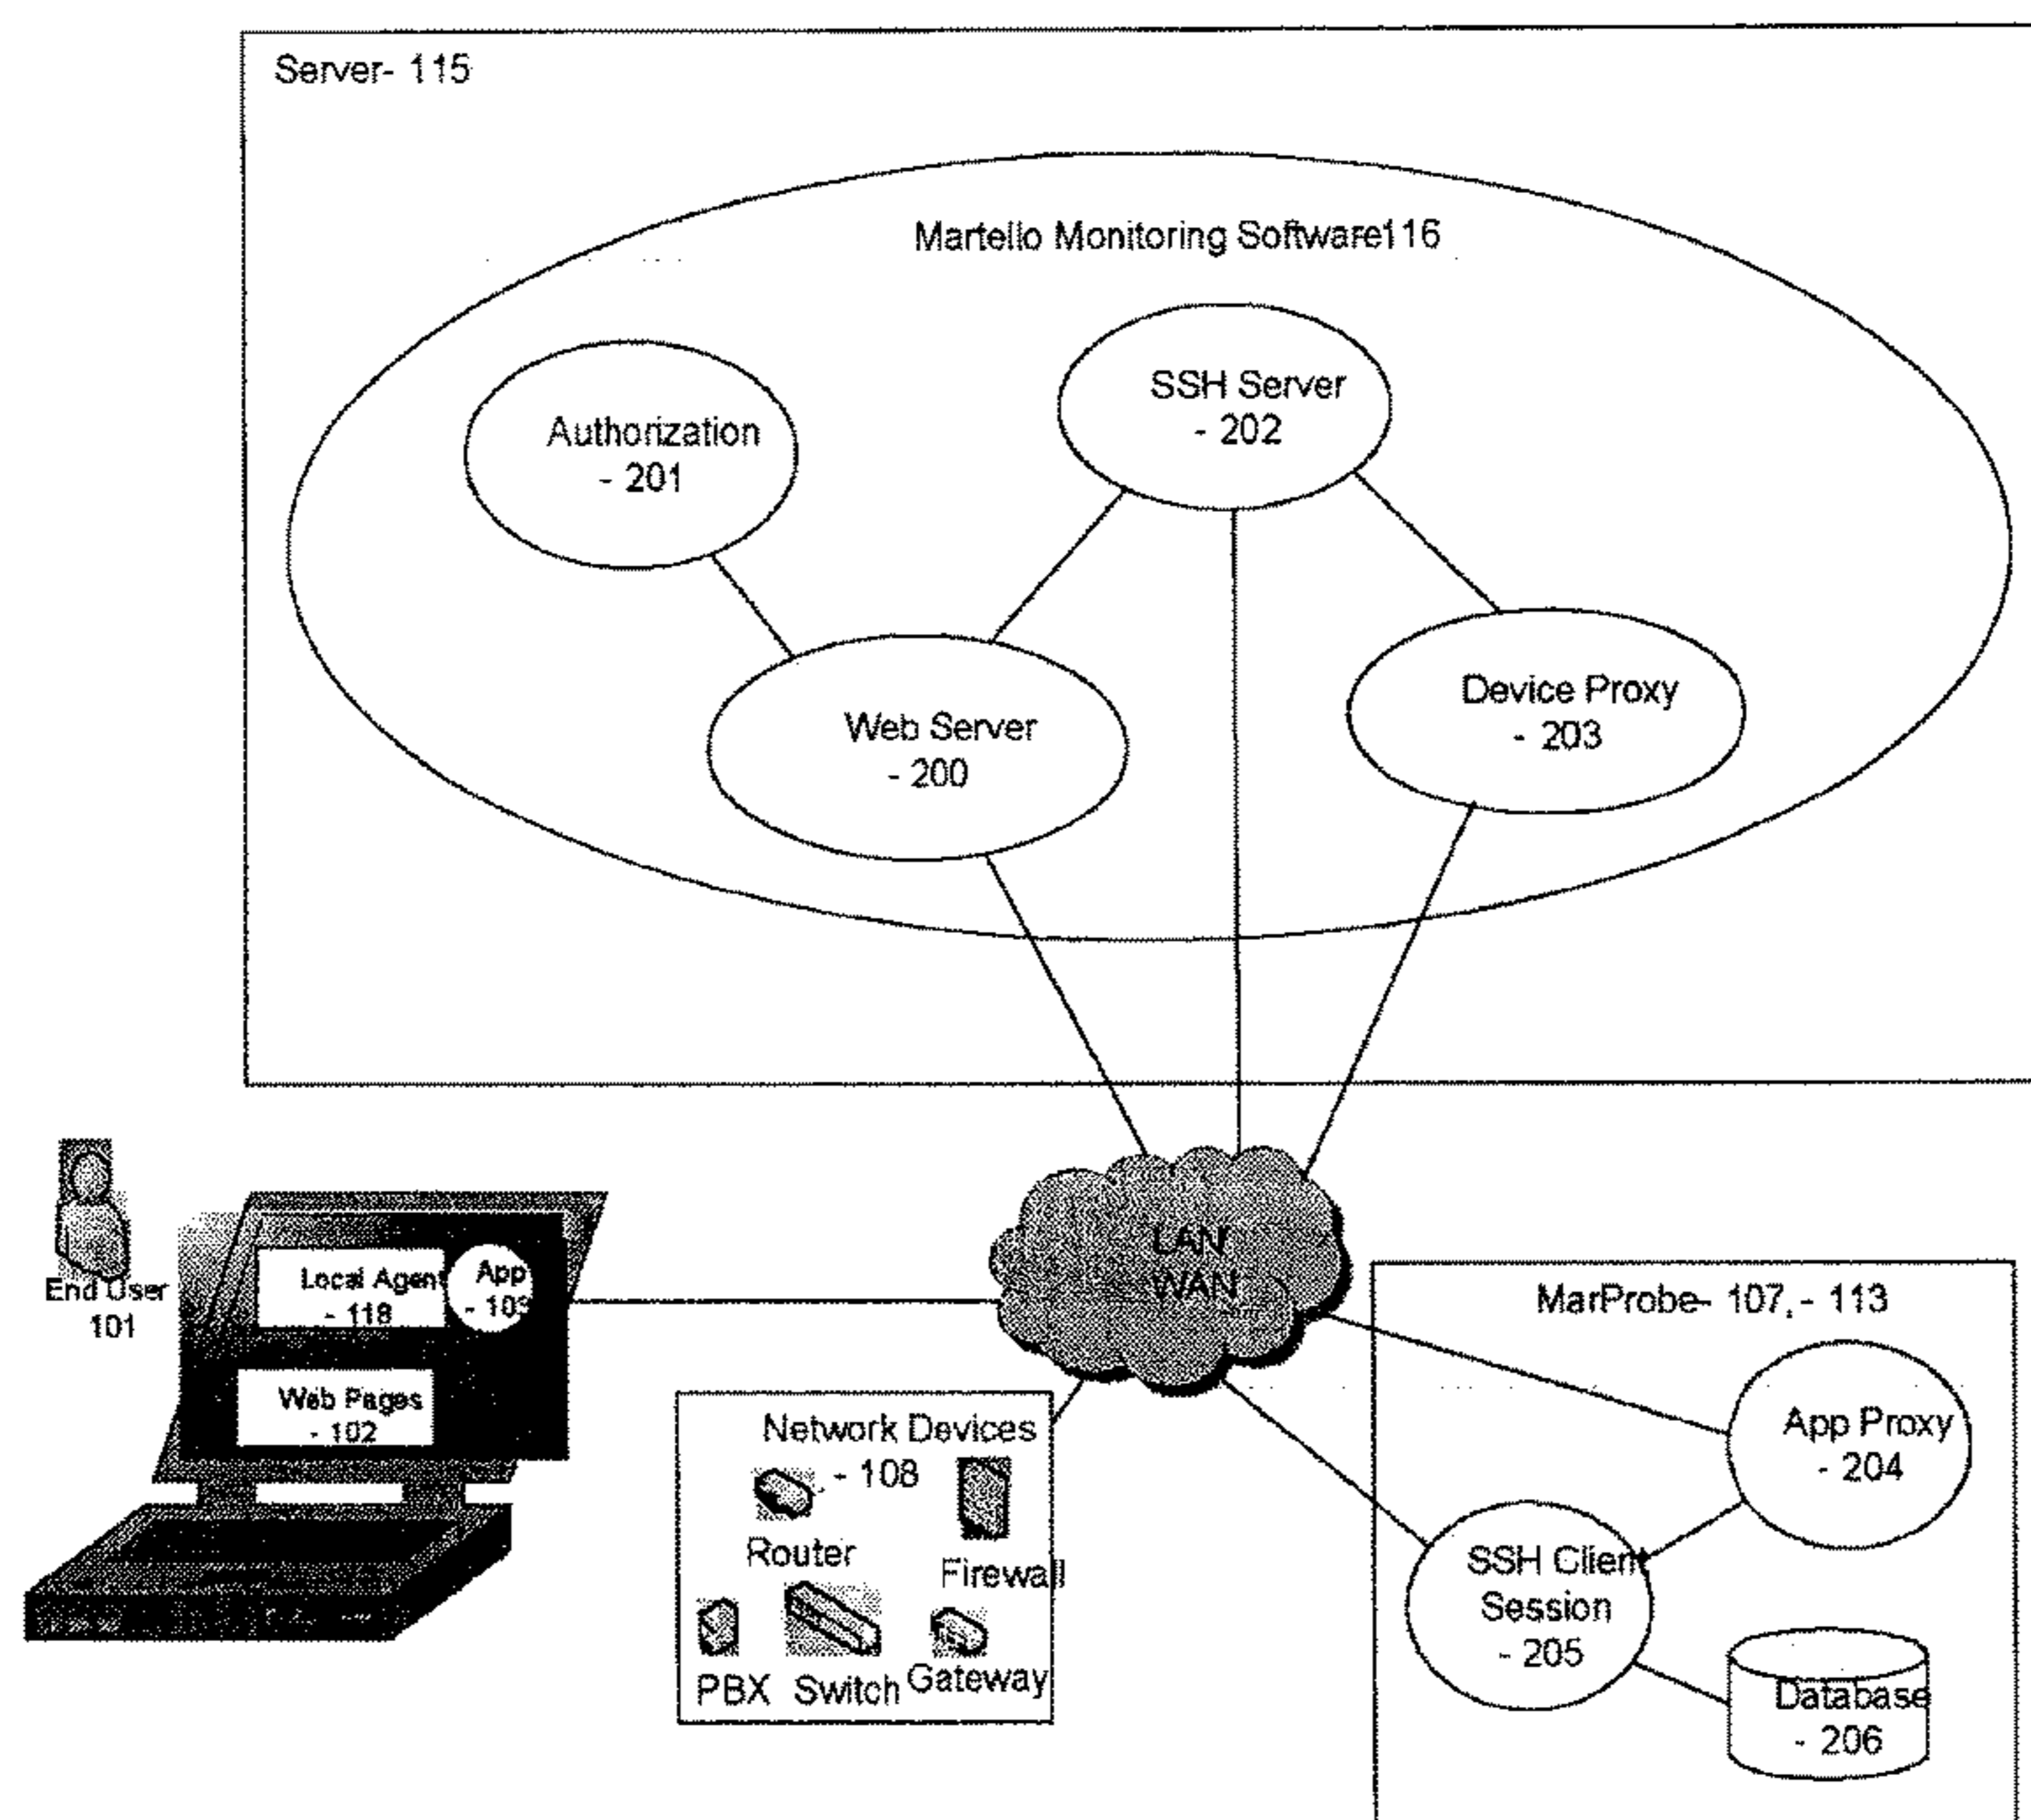 Server- 115
Martello Monitoring Software116
SSH Server
- 202
Authorization
- 201
Device Proxy
- 203
Web Server
- 200
LAN/
WAN
End User
101
Local Agent
- 118
App
- 103
Web Pages
- 102
MarProbe- 107, - 113
Network Devices
- 108
Router
Firewall
PBX
Switch
Gateway
App Proxy
- 204
SSH Client
Session
- 205
Database
- 206